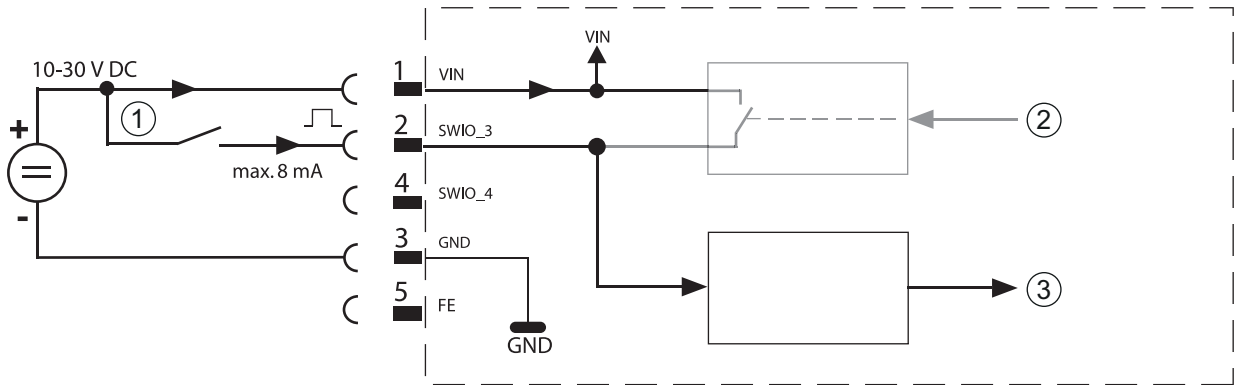 10-30 V DC
+
-
1
max. 8 mA
1 VIN
2 SWIO_3
4 SWIO_4
3 GND
5 FE
VIN
GND
2
3